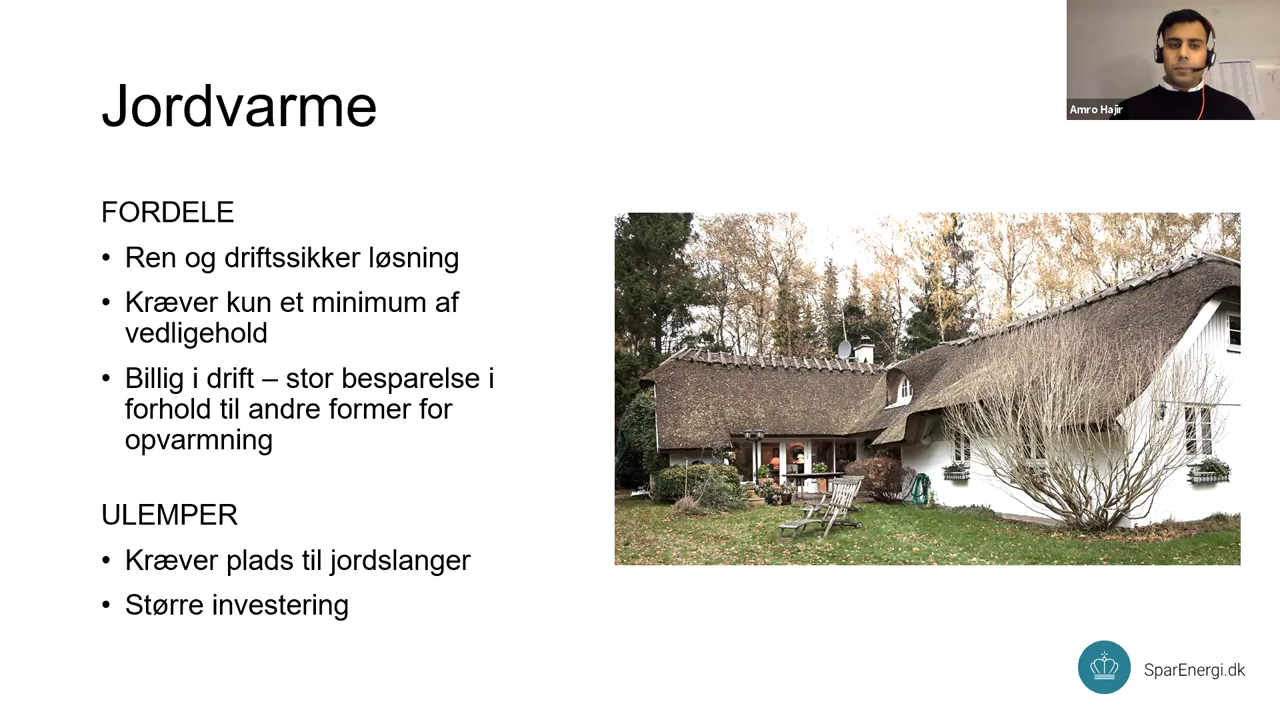 Jordvarme
Amro Hajir
FORDELE
• Ren og driftssikker løsning
• Kræver kun et minimum af
vedligehold
• Billig i drift – stor besparelse i
forhold til andre former for
opvarmning
ULEMPER
• Kræver plads til jordslanger
• Større investering
SparEnergi.dk